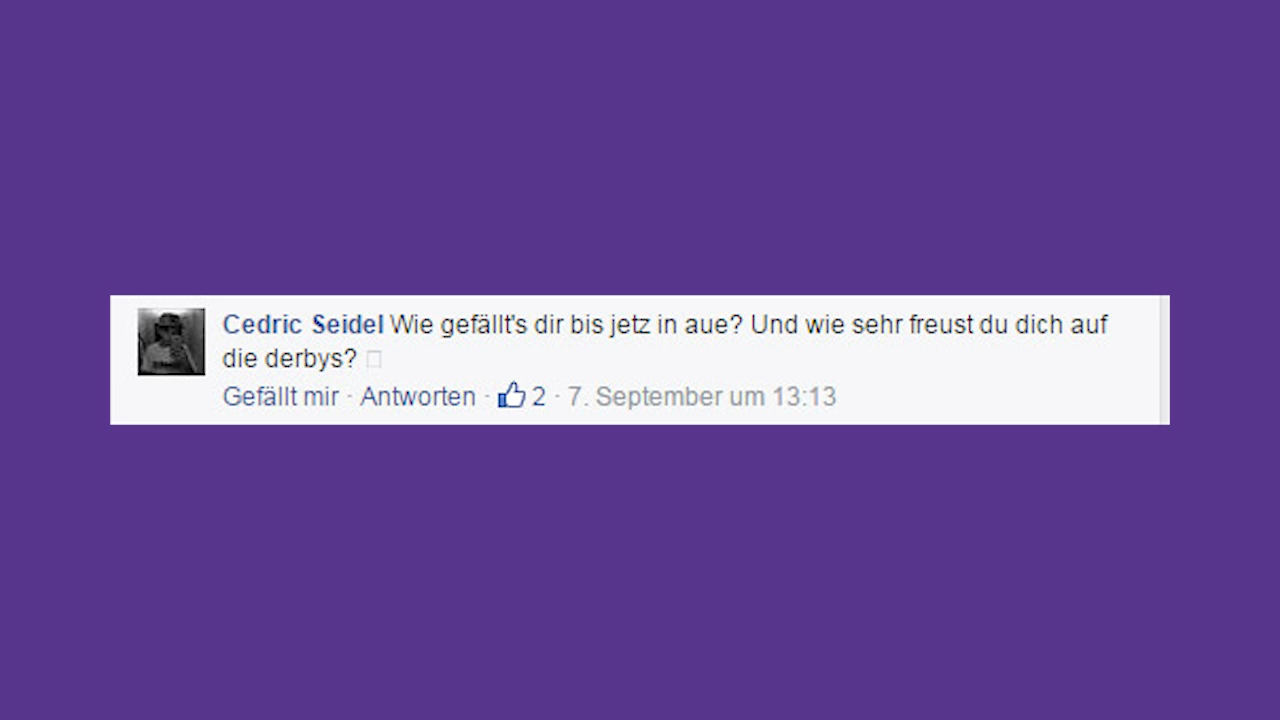 Cedric Seidel Wie gefällt's dir bis jetz in aue? Und wie sehr freust du dich auf
die derbys?
Gefällt mir · Antworten · 2 · 7. September um 13:13